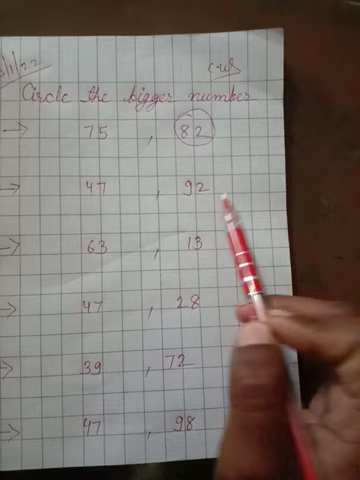 c.w
Circle the bigger number
→ 75 , 82
→ 47 , 92
→ 63 , 13
→ 47 , 28
→ 39 , 72
→ 47 , 98